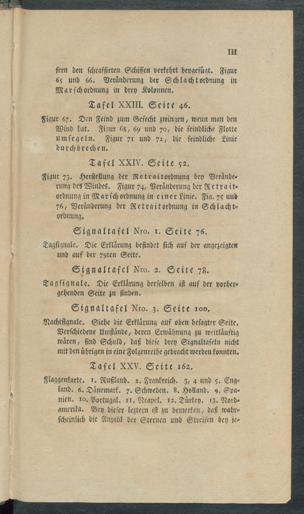 III
fern den schraffirten Schiffen verkehrt beygefügt. Figur
65 und 66. Veränderung der Schlachtordnung in
Marschordnung in drey Kolonnen.
Tafel XXIII. Seite 46.
Figur 67. Den Feind zum Gefecht zwingen, wenn man den
Wind hat. Figur 68, 69 und 70, die feindliche Flotte
umsegeln. Figur 71 und 72, die feindliche Linie
durchbrechen.
Tafel XXIV. Seite 52.
Figur 73. Herstellung der Retraitordnung bey Verände-
rung des Windes. Figur 74, Veränderung der Retrait-
ordnung in Marschordnung in einer Linie. Fig. 75 und
76, Veränderung der Retraitordnung in Schlacht-
ordnung.
Signaltafel Nro. 1. Seite 76.
Tagsignale. Die Erklärung befindet sich auf der angezeigten
und auf der 79sten Seite.
Signaltafel Nro. 2. Seite 78.
Tagsignale. Die Erklärung derselben ist auf der vorher-
gehenden Seite zu finden.
Signaltafel Nro. 3. Seite 100.
Nachtsignale. Siehe die Erklärung auf oben besagter Seite.
Verschiedene Umstände, deren Erwähnung zu weitläuftig
wären, sind Schuld, daß diese drey Signaltafeln nicht
mit den übrigen in eine Folgenreihe gebracht werden konnten.
Tafel XXV. Seite 162.
Flaggenkarte. 1. Rußland. 2. Frankreich. 3, 4 und 5. Eng-
land. 6. Dänemark. 7. Schweden. 8. Holland. 9. Spa-
nien. 10. Portugal. 11. Neapel. 12. Türkey. 13. Nord-
amerika. Bey dieser letztern ist zu bemerken, daß wahr-
scheinlich die Anzahl der Sternen und Streifen bey je-